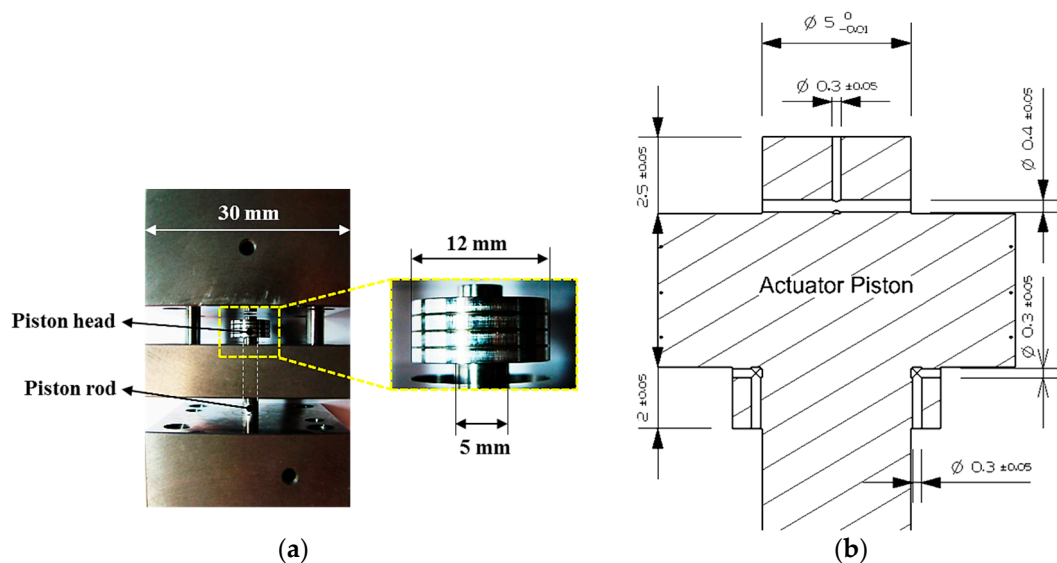 30 mm
12 mm
Piston head
Piston rod
5 mm
(a)
Ø 5 0 -0.01
Ø 0.3 ±0.05
Ø 0.4 ±0.05
2.5 ±0.05
Actuator Piston
Ø 0.3 ±0.05
2 ±0.05
Ø 0.3 ±0.05
(b)